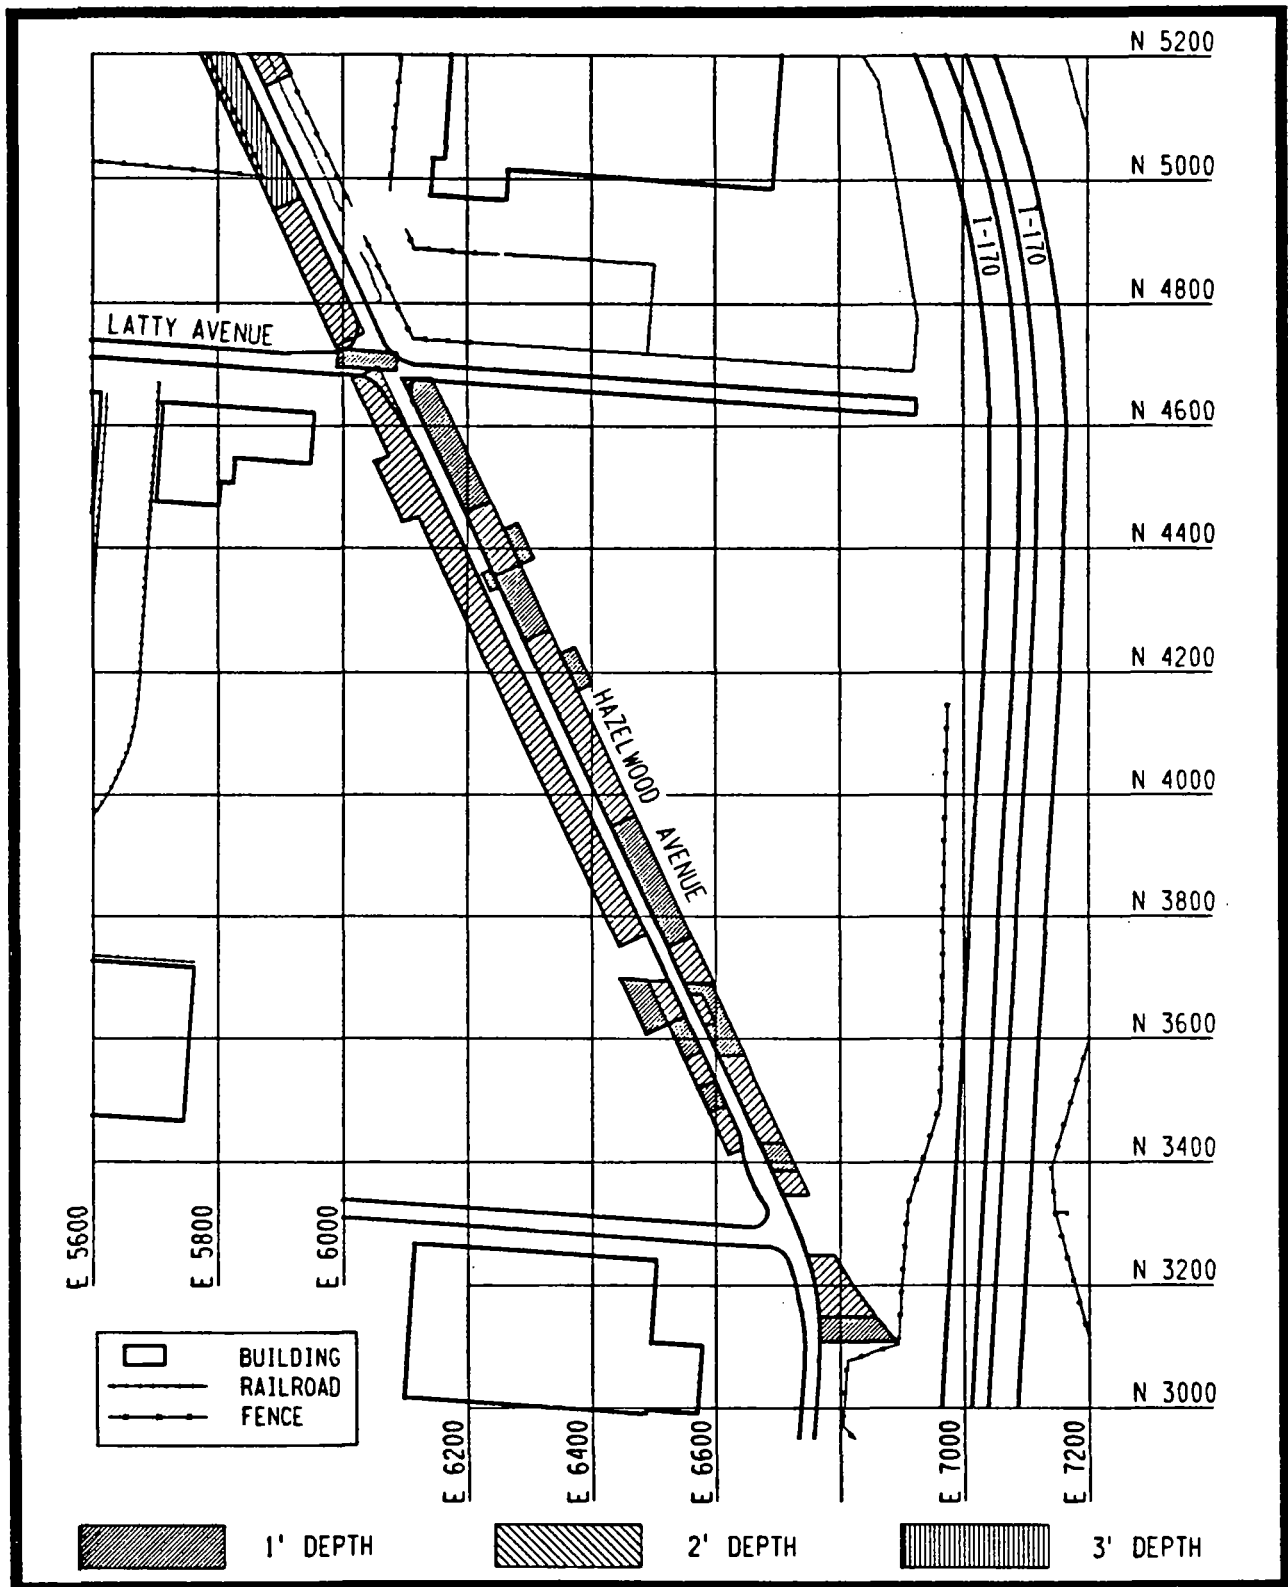 N 5200
N 5000
I-170
I-170
N 4800
LATTY AVENUE
N 4600
N 4400
N 4200
HAZELWOOD AVENUE
N 4000
N 3800
N 3600
N 3400
E 5600
E 5800
E 6000
N 3200
BUILDING
RAILROAD
FENCE
N 3000
E 6200
E 6400
E 6600
E 7000
E 7200
1' DEPTH
2' DEPTH
3' DEPTH